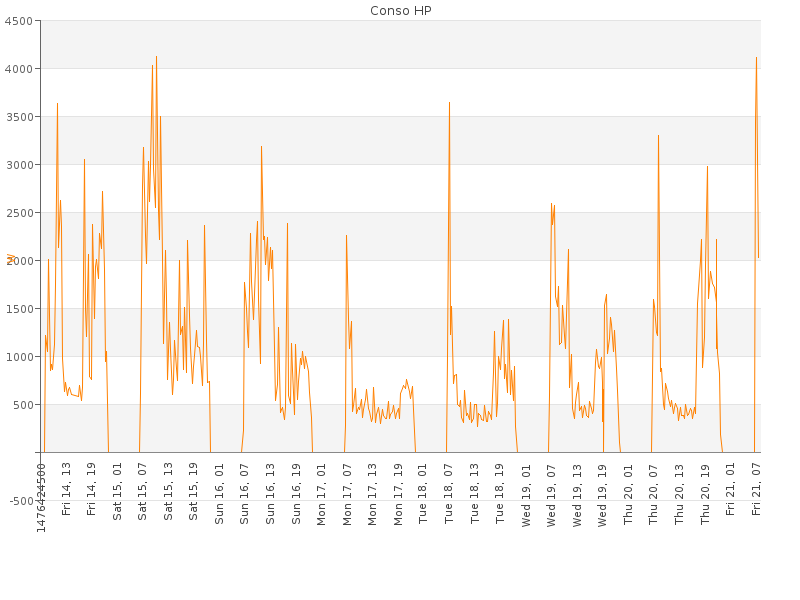 Conso HP
4500
4000
3500
3000
2500
W
2000
1500
1000
500
-500
1476424500
Fri 14, 13
Fri 14, 19
Sat 15, 01
Sat 15, 07
Sat 15, 13
Sat 15, 19
Sun 16, 01
Sun 16, 07
Sun 16, 13
Sun 16, 19
Mon 17, 01
Mon 17, 07
Mon 17, 13
Mon 17, 19
Tue 18, 01
Tue 18, 07
Tue 18, 13
Tue 18, 19
Wed 19, 01
Wed 19, 07
Wed 19, 13
Wed 19, 19
Thu 20, 01
Thu 20, 07
Thu 20, 13
Thu 20, 19
Fri 21, 01
Fri 21, 07